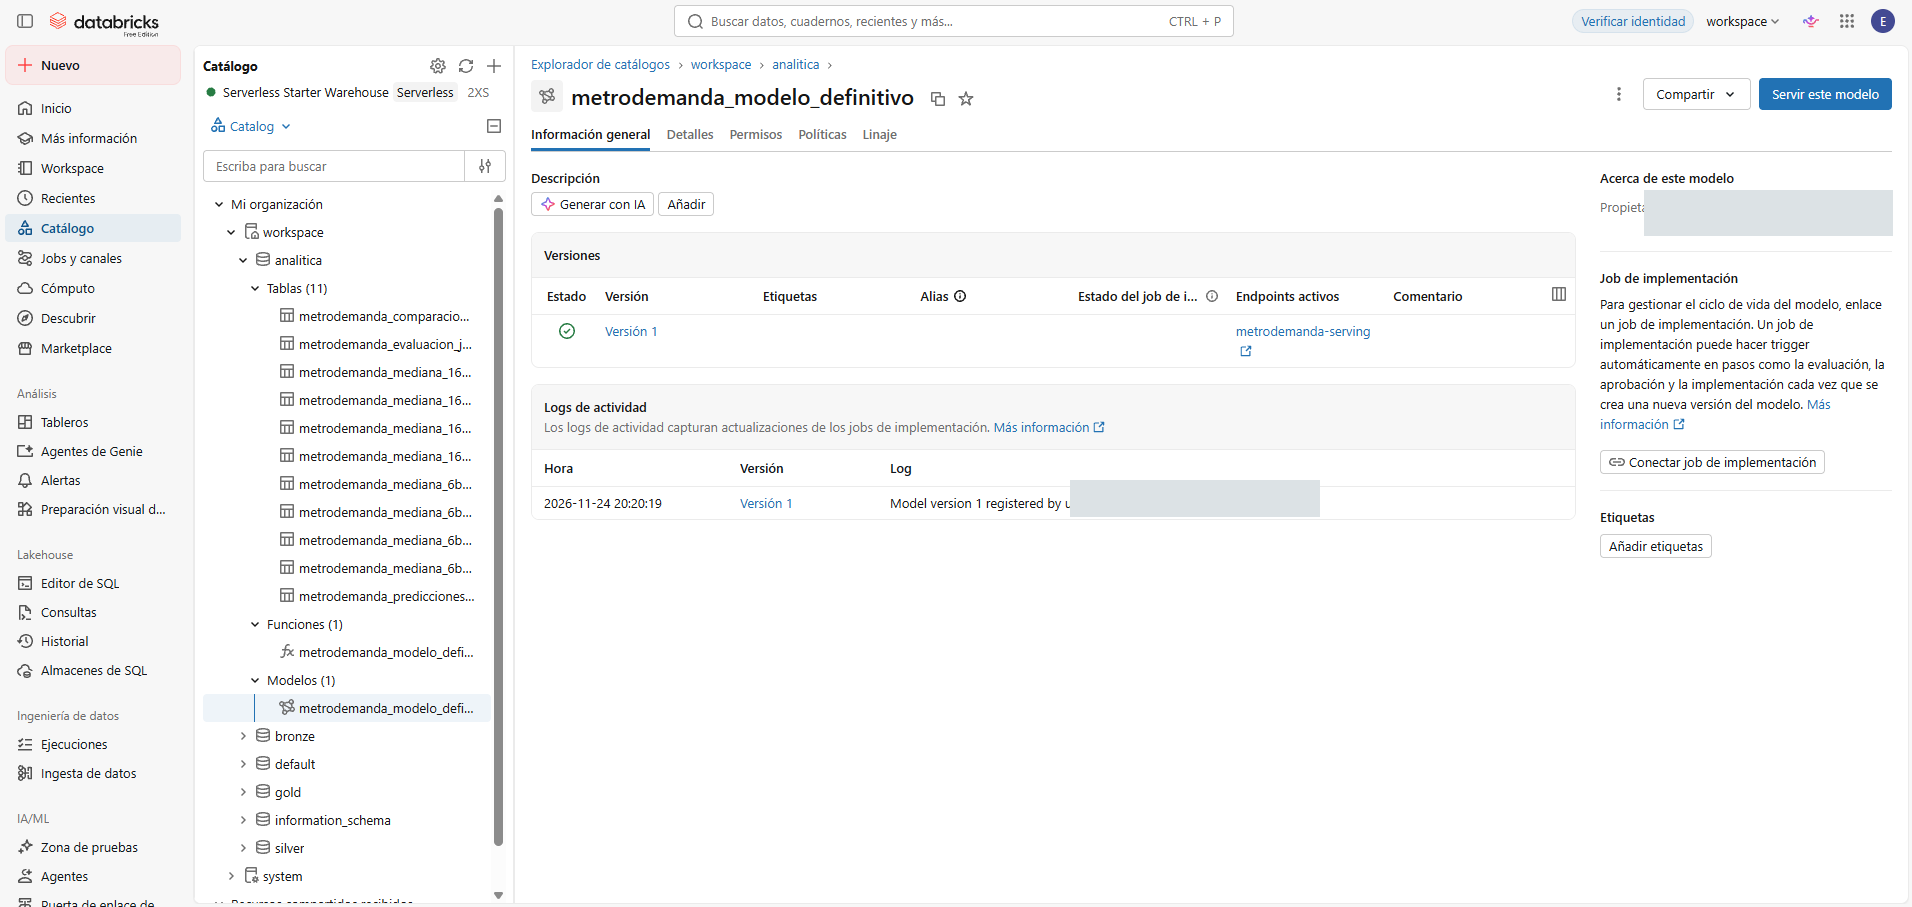 databricks
Free Edition
Buscar datos, cuadernos, recientes y más...
CTRL + P
Verificar identidad
workspace
E
Nuevo
Inicio
Más información
Workspace
Recientes
Catálogo
Jobs y canales
Cómputo
Descubrir
Marketplace
Análisis
Tableros
Agentes de Genie
Alertas
Preparación visual d...
Lakehouse
Editor de SQL
Consultas
Historial
Almacenes de SQL
Ingeniería de datos
Ejecuciones
Ingesta de datos
IA/ML
Zona de pruebas
Agentes
Puerta de enlace de
Catálogo
Serverless Starter Warehouse Serverless 2XS
Catalog
Escriba para buscar
Mi organización
workspace
analitica
Tablas (11)
metrodemanda_comparacio...
metrodemanda_evaluacion_j...
metrodemanda_mediana_16...
metrodemanda_mediana_16...
metrodemanda_mediana_16...
metrodemanda_mediana_16...
metrodemanda_mediana_6b...
metrodemanda_mediana_6b...
metrodemanda_mediana_6b...
metrodemanda_mediana_6b...
metrodemanda_predicciones...
Funciones (1)
metrodemanda_modelo_defi...
Modelos (1)
metrodemanda_modelo_defi...
bronze
default
gold
information_schema
silver
system
Recursos compartidos recibidos
Explorador de catálogos › workspace › analitica ›
metrodemanda_modelo_definitivo
Compartir
Servir este modelo
Información general Detalles Permisos Políticas Linaje
Descripción
Generar con IA
Añadir
Versiones
Estado Versión Etiquetas Alias Estado del job de i... Endpoints activos Comentario
Versión 1 metrodemanda-serving
Logs de actividad
Los logs de actividad capturan actualizaciones de los jobs de implementación. Más información
Hora Versión Log
2026-11-24 20:20:19 Versión 1 Model version 1 registered by u
Acerca de este modelo
Propieta
Job de implementación
Para gestionar el ciclo de vida del modelo, enlace
un job de implementación. Un job de
implementación puede hacer trigger
automáticamente en pasos como la evaluación, la
aprobación y la implementación cada vez que se
crea una nueva versión del modelo. Más
información
Conectar job de implementación
Etiquetas
Añadir etiquetas